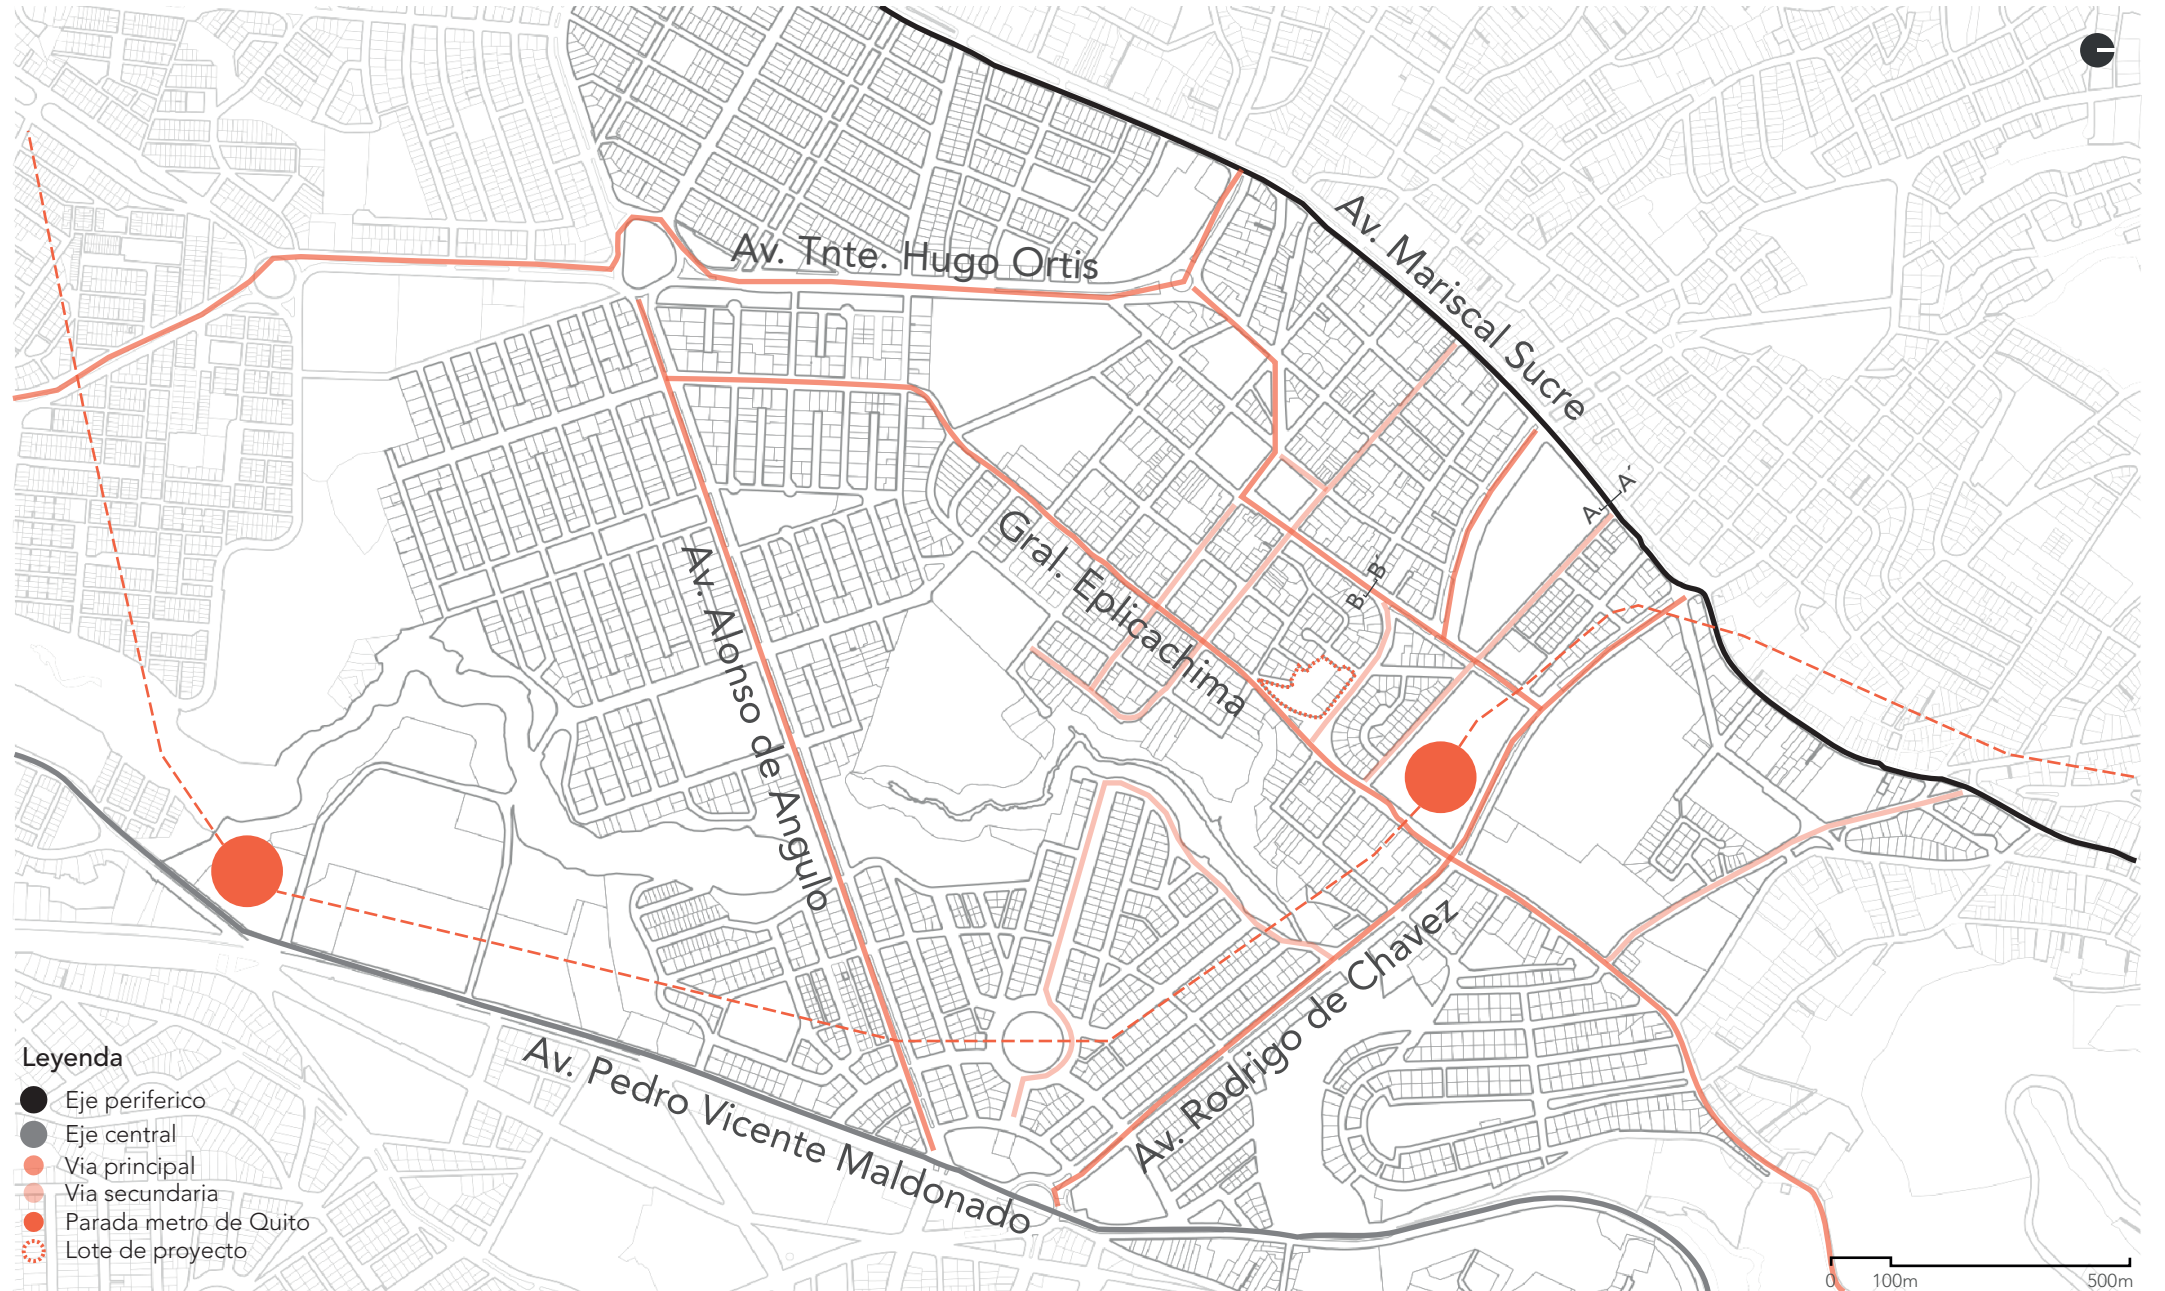 Av. Mariscal Sucre
Av. Tnte. Hugo Ortis
A A´
Gral. Eplicachima
B B´
Av. Alonso de Angulo
Av. Rodrigo de Chavez
Av. Pedro Vicente Maldonado
Leyenda
Eje periferico
Eje central
Via principal
Via secundaria
Parada metro de Quito
Lote de proyecto
0 100m 500m